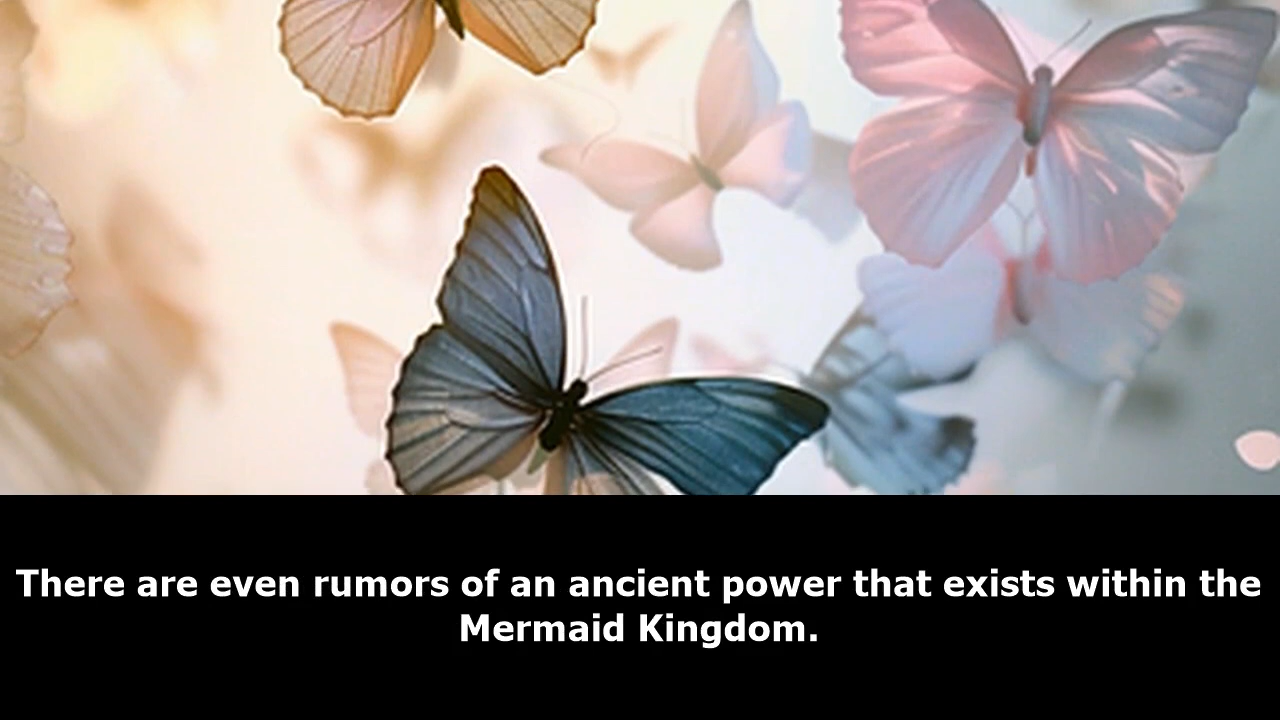 There are even rumors of an ancient power that exists within the
Mermaid Kingdom.